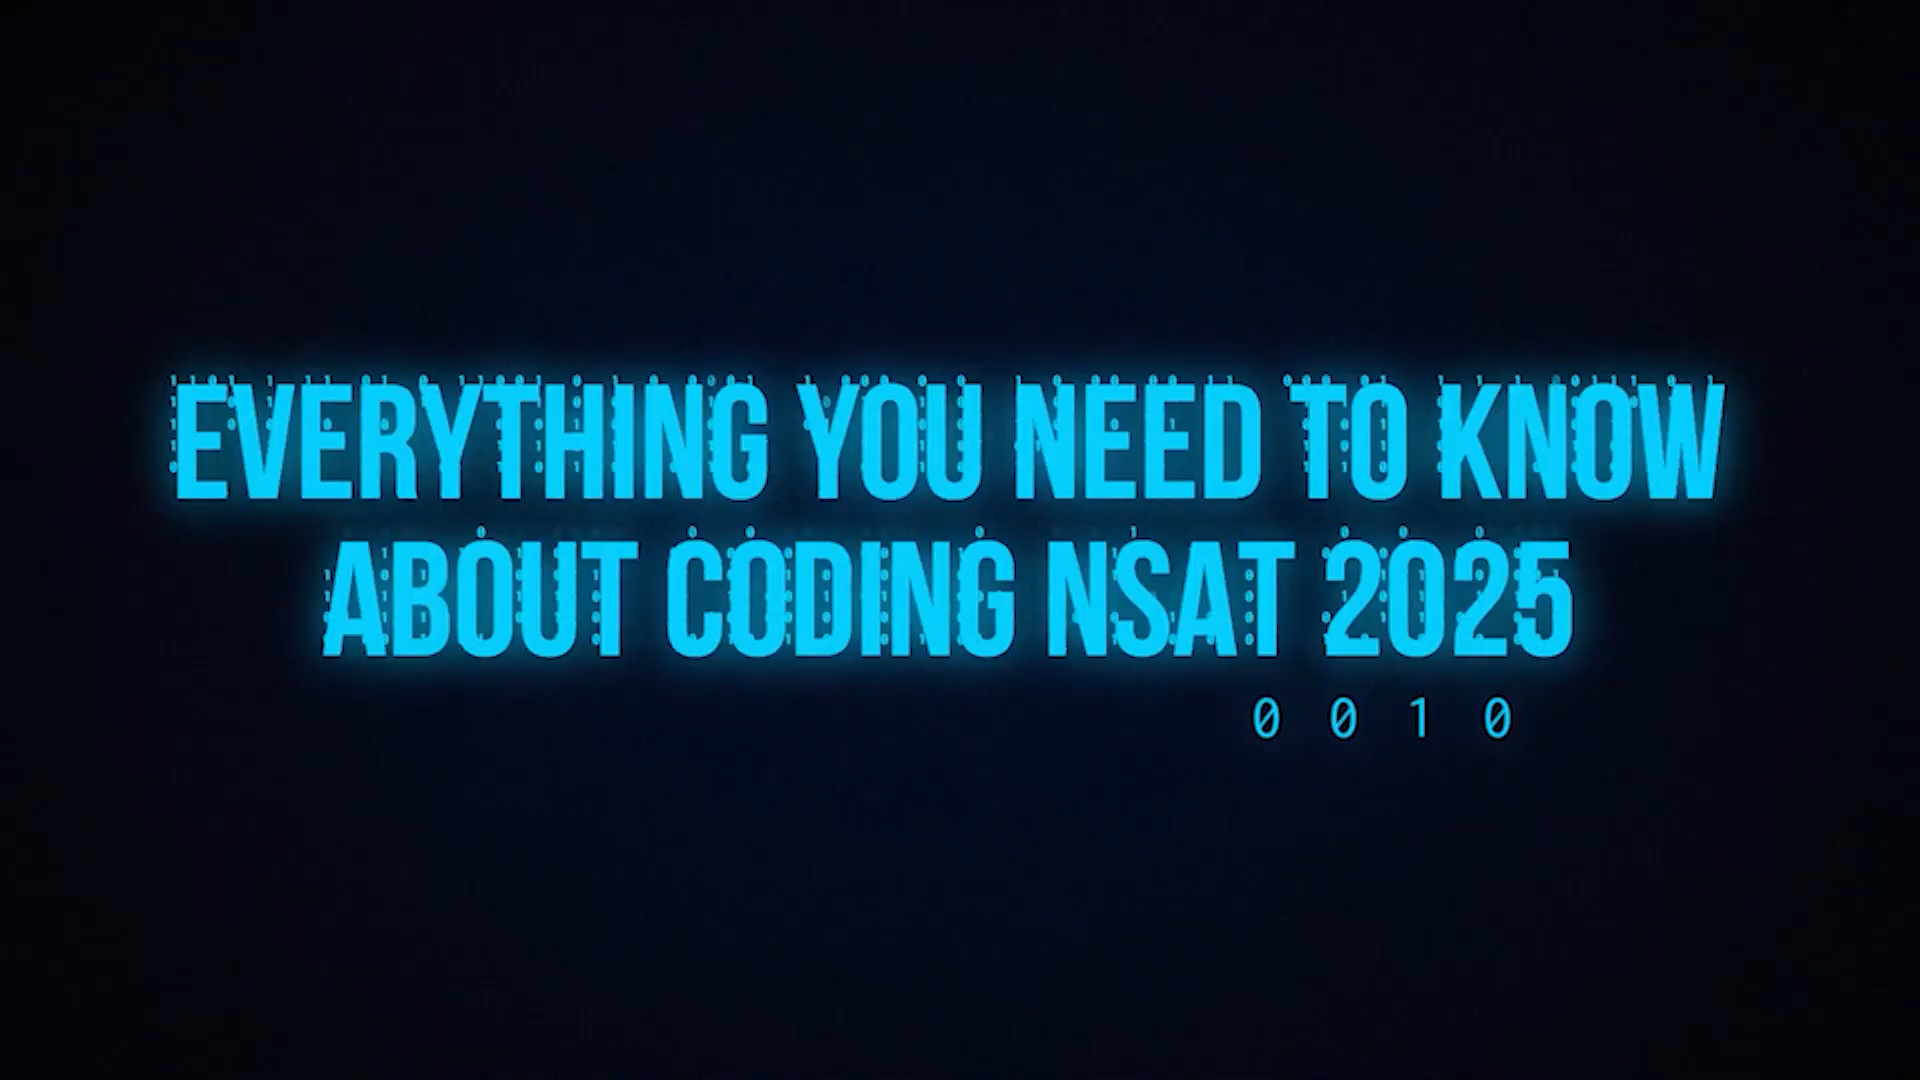 EVERYTHING YOU NEED TO KNOW
ABOUT CODING NSAT 2025
0 0 1 0